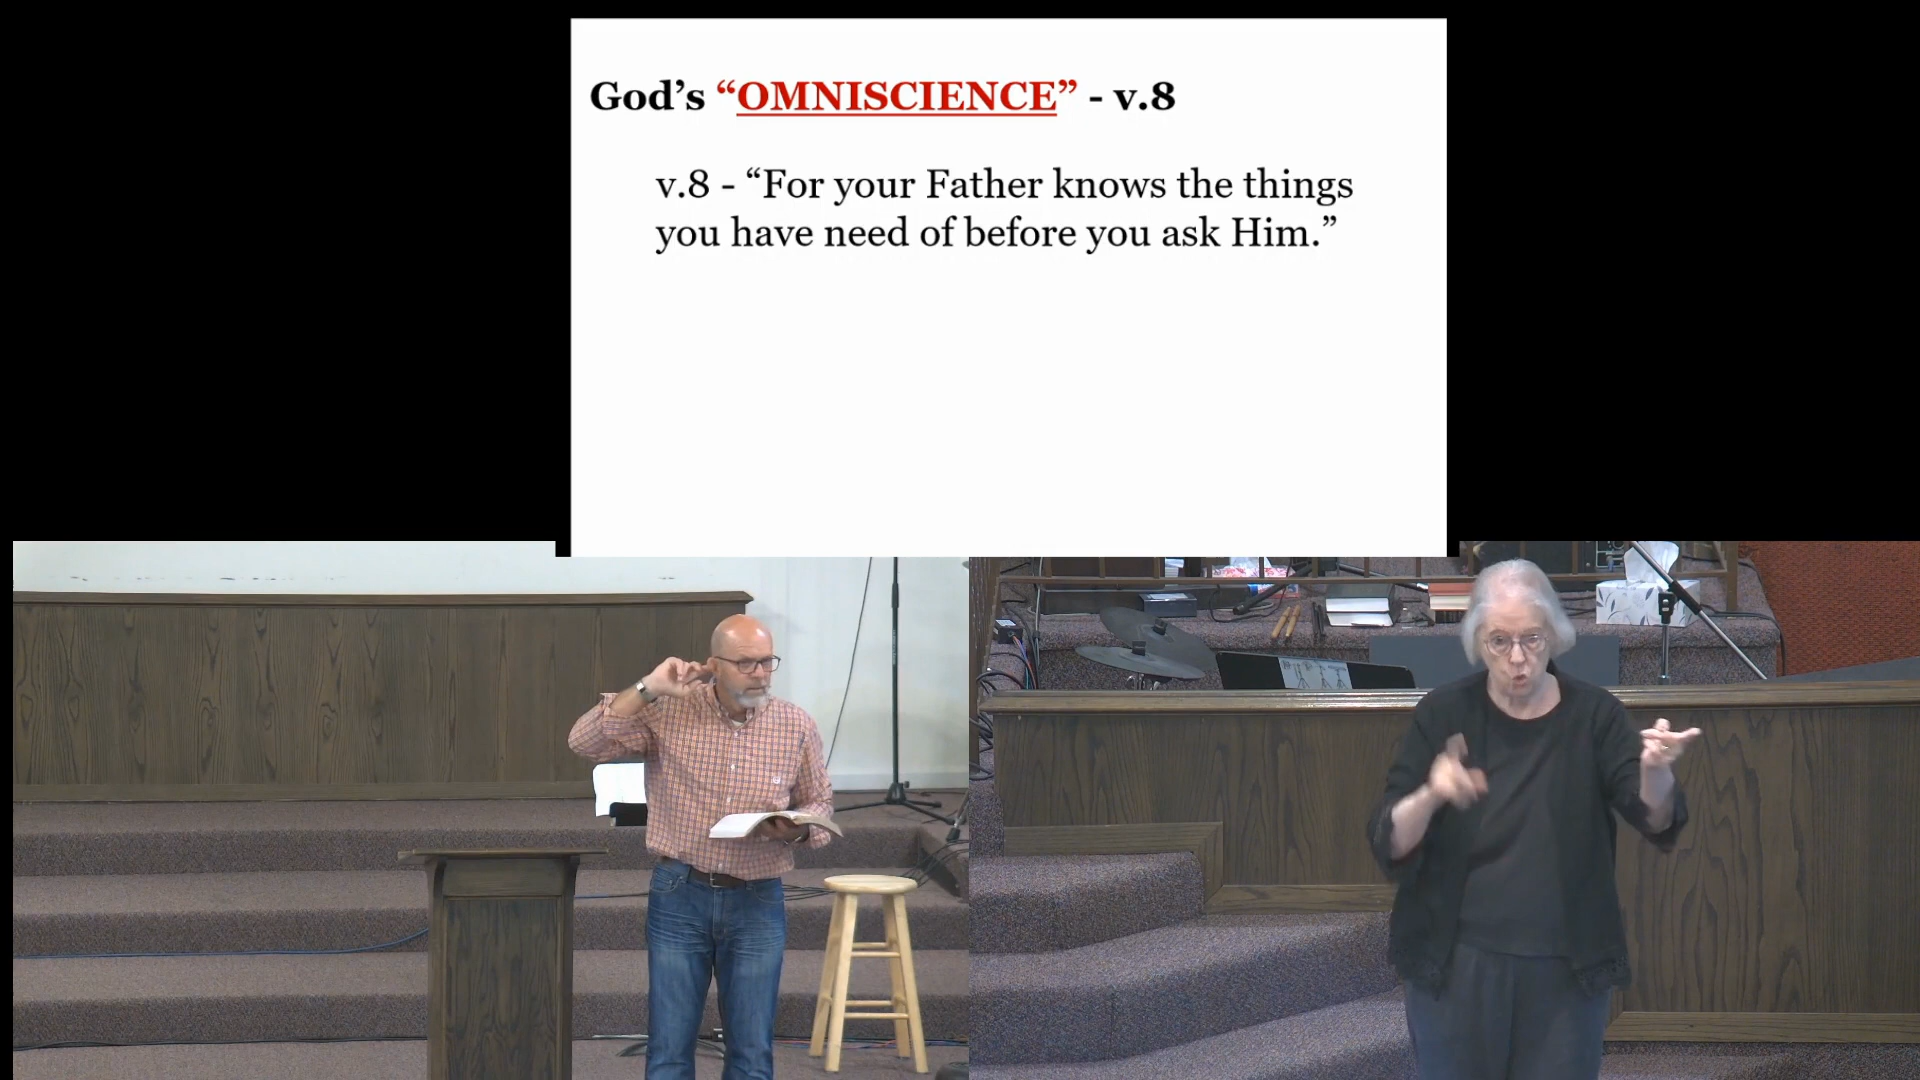 God’s “OMNISCIENCE” - v.8
v.8 - “For your Father knows the things
you have need of before you ask Him.”